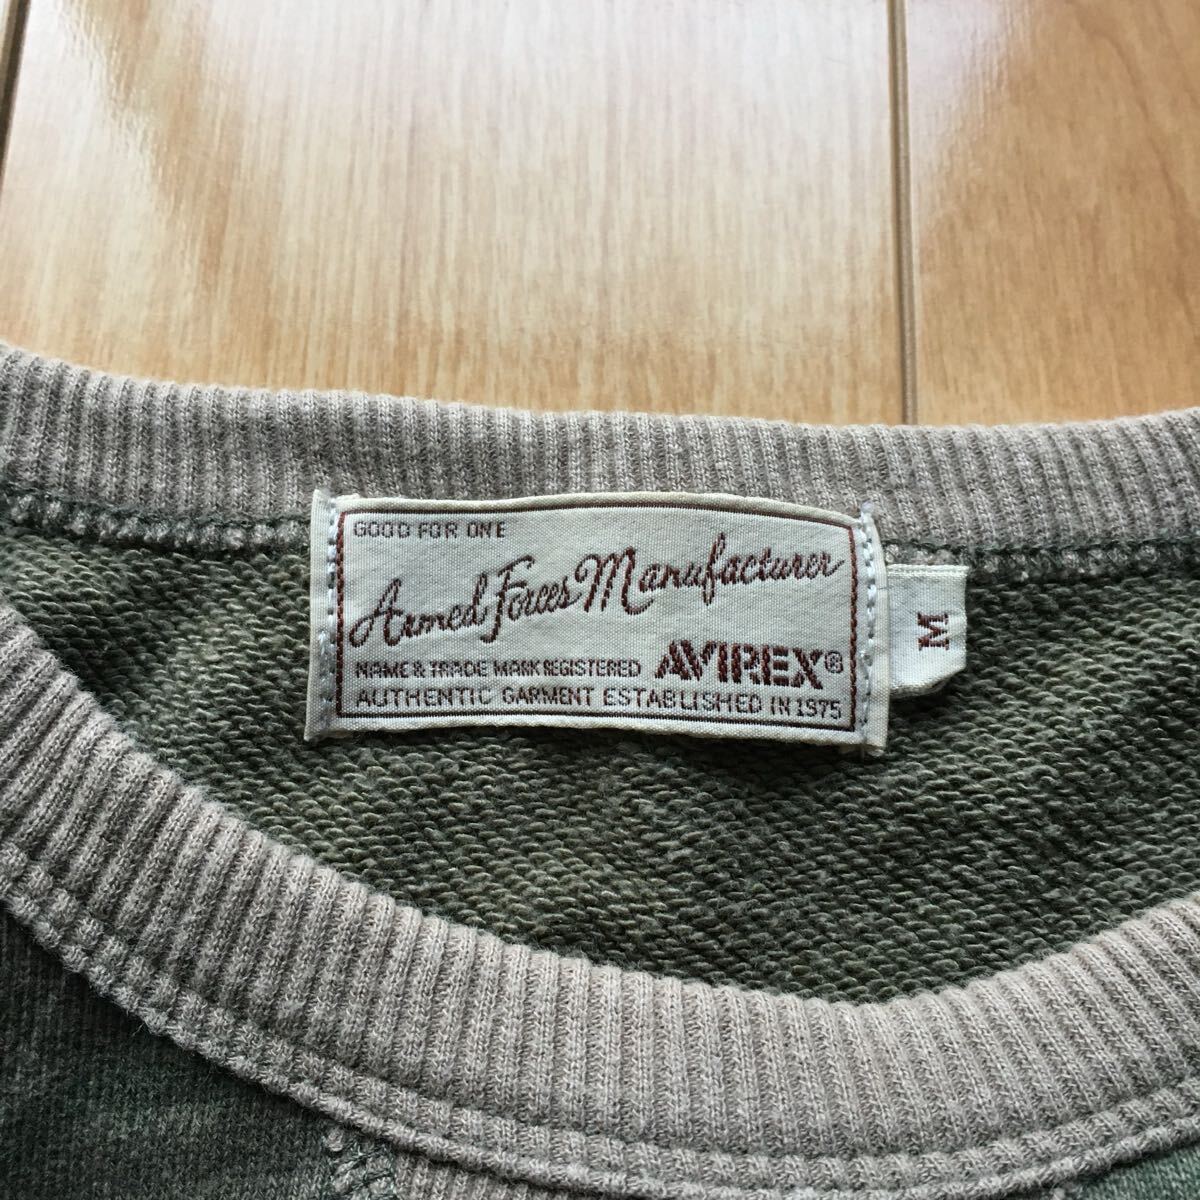 GOOD FOR ONE
Armed Forces Manufacturer
NAME & TRADE MARK REGISTERED AVIREX®
AUTHENTIC GARMENT ESTABLISHED IN 1975
M